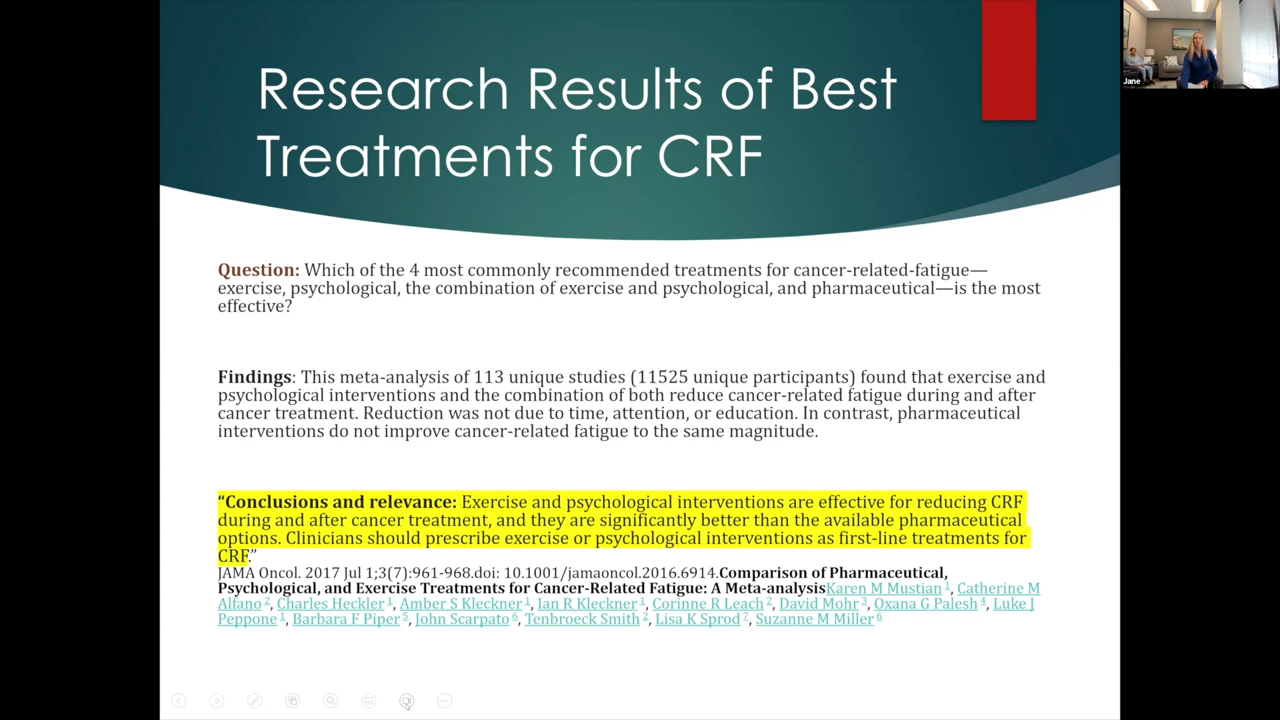 Research Results of Best
Treatments for CRF
Jane
Question: Which of the 4 most commonly recommended treatments for cancer-related-fatigue—
exercise, psychological, the combination of exercise and psychological, and pharmaceutical—is the most
effective?
Findings: This meta-analysis of 113 unique studies (11525 unique participants) found that exercise and
psychological interventions and the combination of both reduce cancer-related fatigue during and after
cancer treatment. Reduction was not due to time, attention, or education. In contrast, pharmaceutical
interventions do not improve cancer-related fatigue to the same magnitude.
“Conclusions and relevance: Exercise and psychological interventions are effective for reducing CRF
during and after cancer treatment, and they are significantly better than the available pharmaceutical
options. Clinicians should prescribe exercise or psychological interventions as first-line treatments for
CRF.”
JAMA Oncol. 2017 Jul 1;3(7):961-968.doi: 10.1001/jamaoncol.2016.6914.Comparison of Pharmaceutical,
Psychological, and Exercise Treatments for Cancer-Related Fatigue: A Meta-analysisKaren M Mustian 1, Catherine M
Alfano 2, Charles Heckler 1, Amber S Kleckner 1, Ian R Kleckner 1, Corinne R Leach 2, David Mohr 3, Oxana G Palesh 4, Luke J
Peppone 1, Barbara F Piper 5, John Scarpato 6, Tenbroeck Smith 2, Lisa K Sprod 7, Suzanne M Miller 6